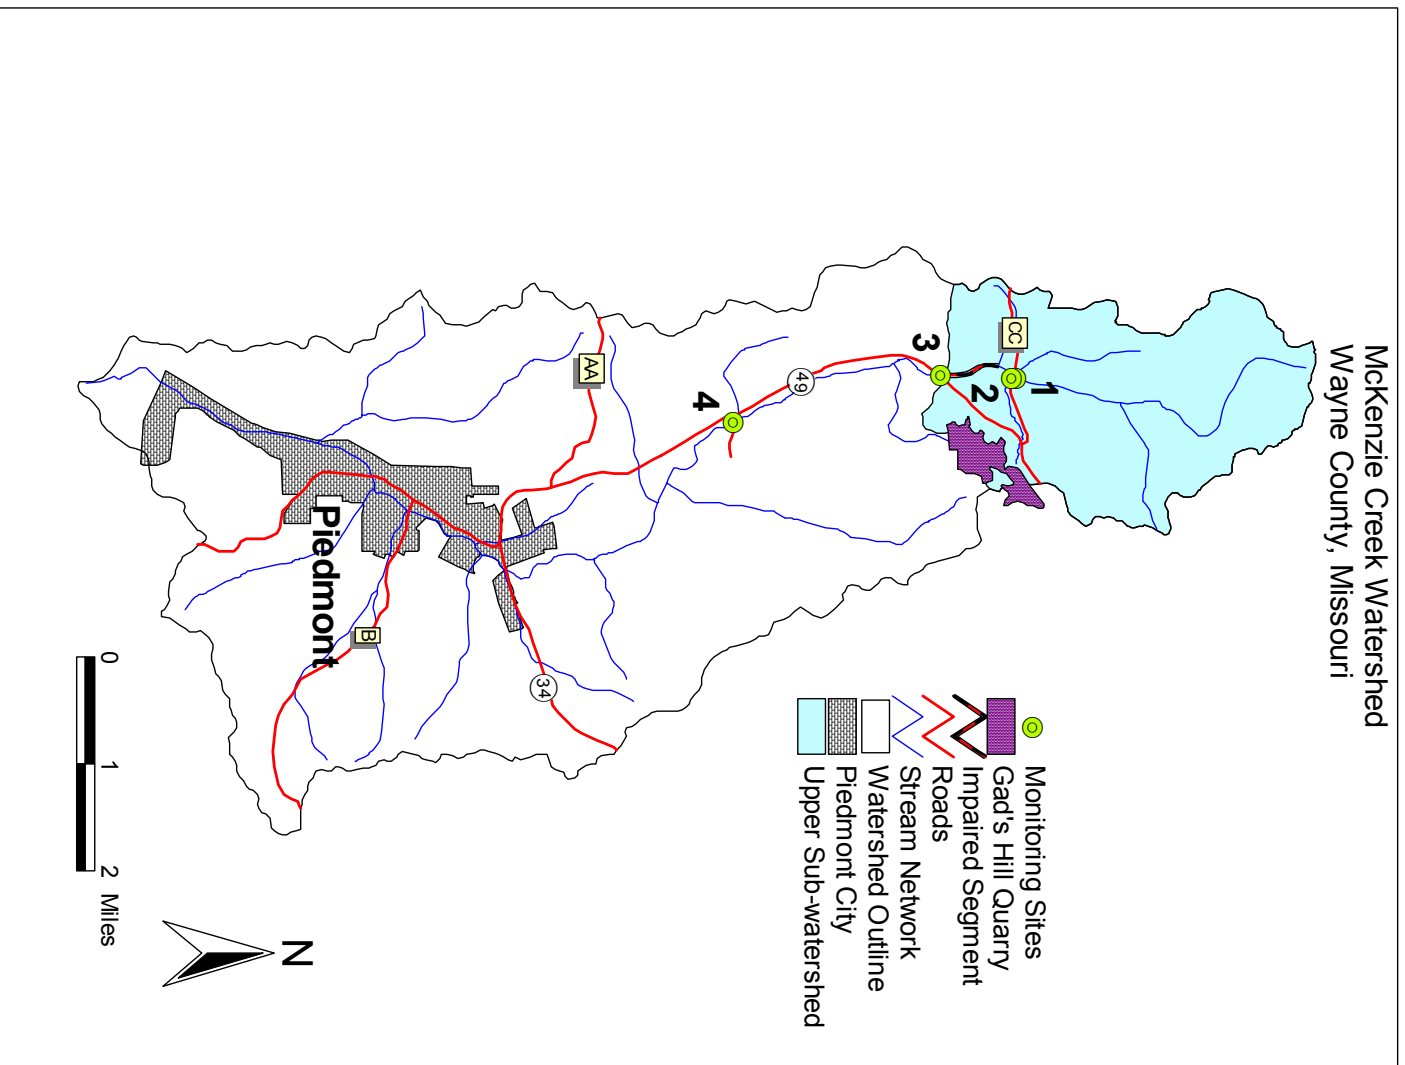 McKenzie Creek Watershed
Wayne County, Missouri
CC
1
2
3
49
4
AA
34
B
Piedmont
Monitoring Sites
Gad's Hill Quarry
Impaired Segment
Roads
Stream Network
Watershed Outline
Piedmont City
Upper Sub-watershed
0 1 2 Miles
N